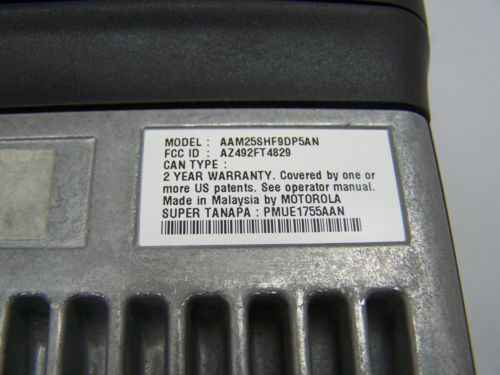 MODEL : AAM25SHF9DP5AN
FCC ID : AZ492FT4829
CAN TYPE :
2 YEAR WARRANTY. Covered by one or
more US patents. See operator manual.
Made in Malaysia by MOTOROLA
SUPER TANAPA : PMUE1755AAN